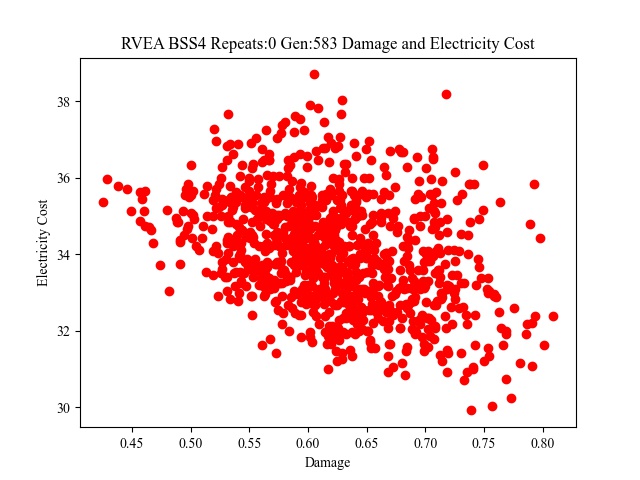 RVEA BSS4 Repeats:0 Gen:583 Damage and Electricity Cost
38
36
34
32
30
Electricity Cost
0.45 0.50 0.55 0.60 0.65 0.70 0.75 0.80
Damage